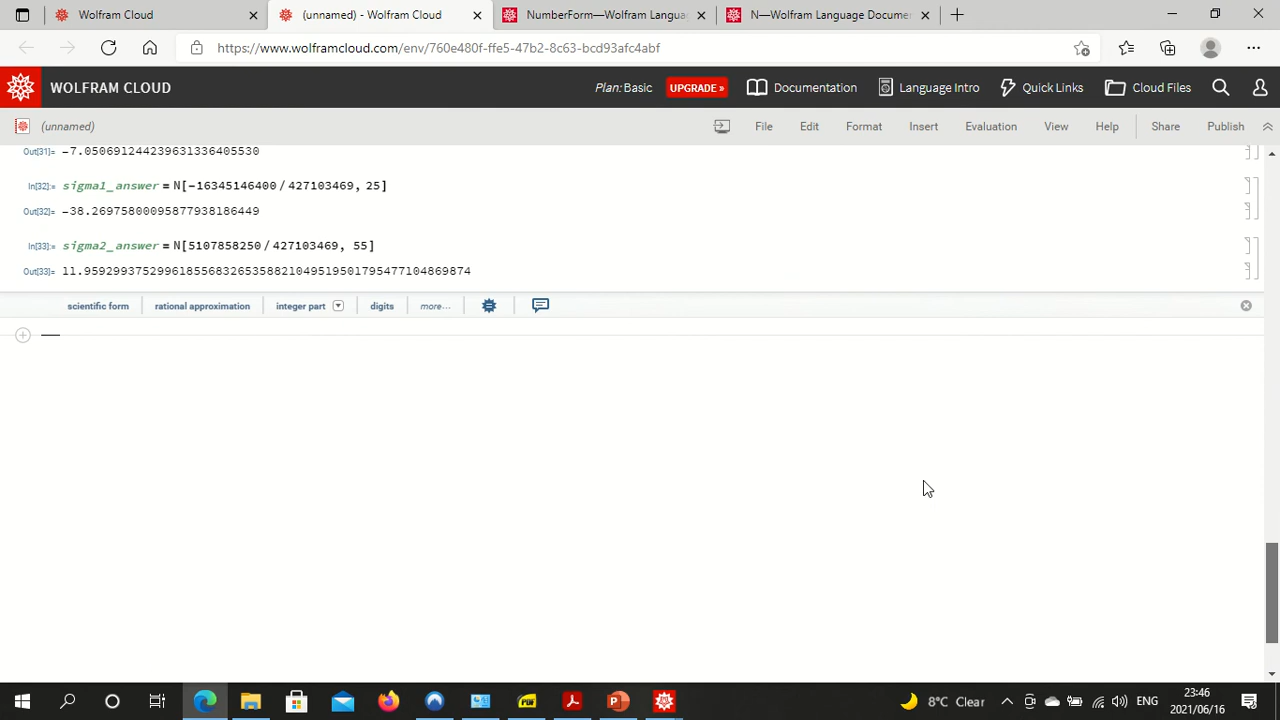 Wolfram Cloud
(unnamed) - Wolfram Cloud
NumberForm—Wolfram Langua
N—Wolfram Language Documen
https://www.wolframcloud.com/env/760e480f-ffe5-47b2-8c63-bcd93afc4abf
WOLFRAM CLOUD
Plan: Basic
UPGRADE »
Documentation
Language Intro
Quick Links
Cloud Files
(unnamed)
File
Edit
Format
Insert
Evaluation
View
Help
Share
Publish
Out[31]= -7.050691244239631336405530
In[32]:= sigma1_answer = N[-16345146400 / 427103469, 25]
Out[32]= -38.26975800095877938186449
In[33]:= sigma2_answer = N[5107858250 / 427103469, 55]
Out[33]= 11.95929937529961855683265358821049519501795477104869874
scientific form
rational approximation
integer part
digits
more...
8°C Clear
ENG
23:46
2021/06/16